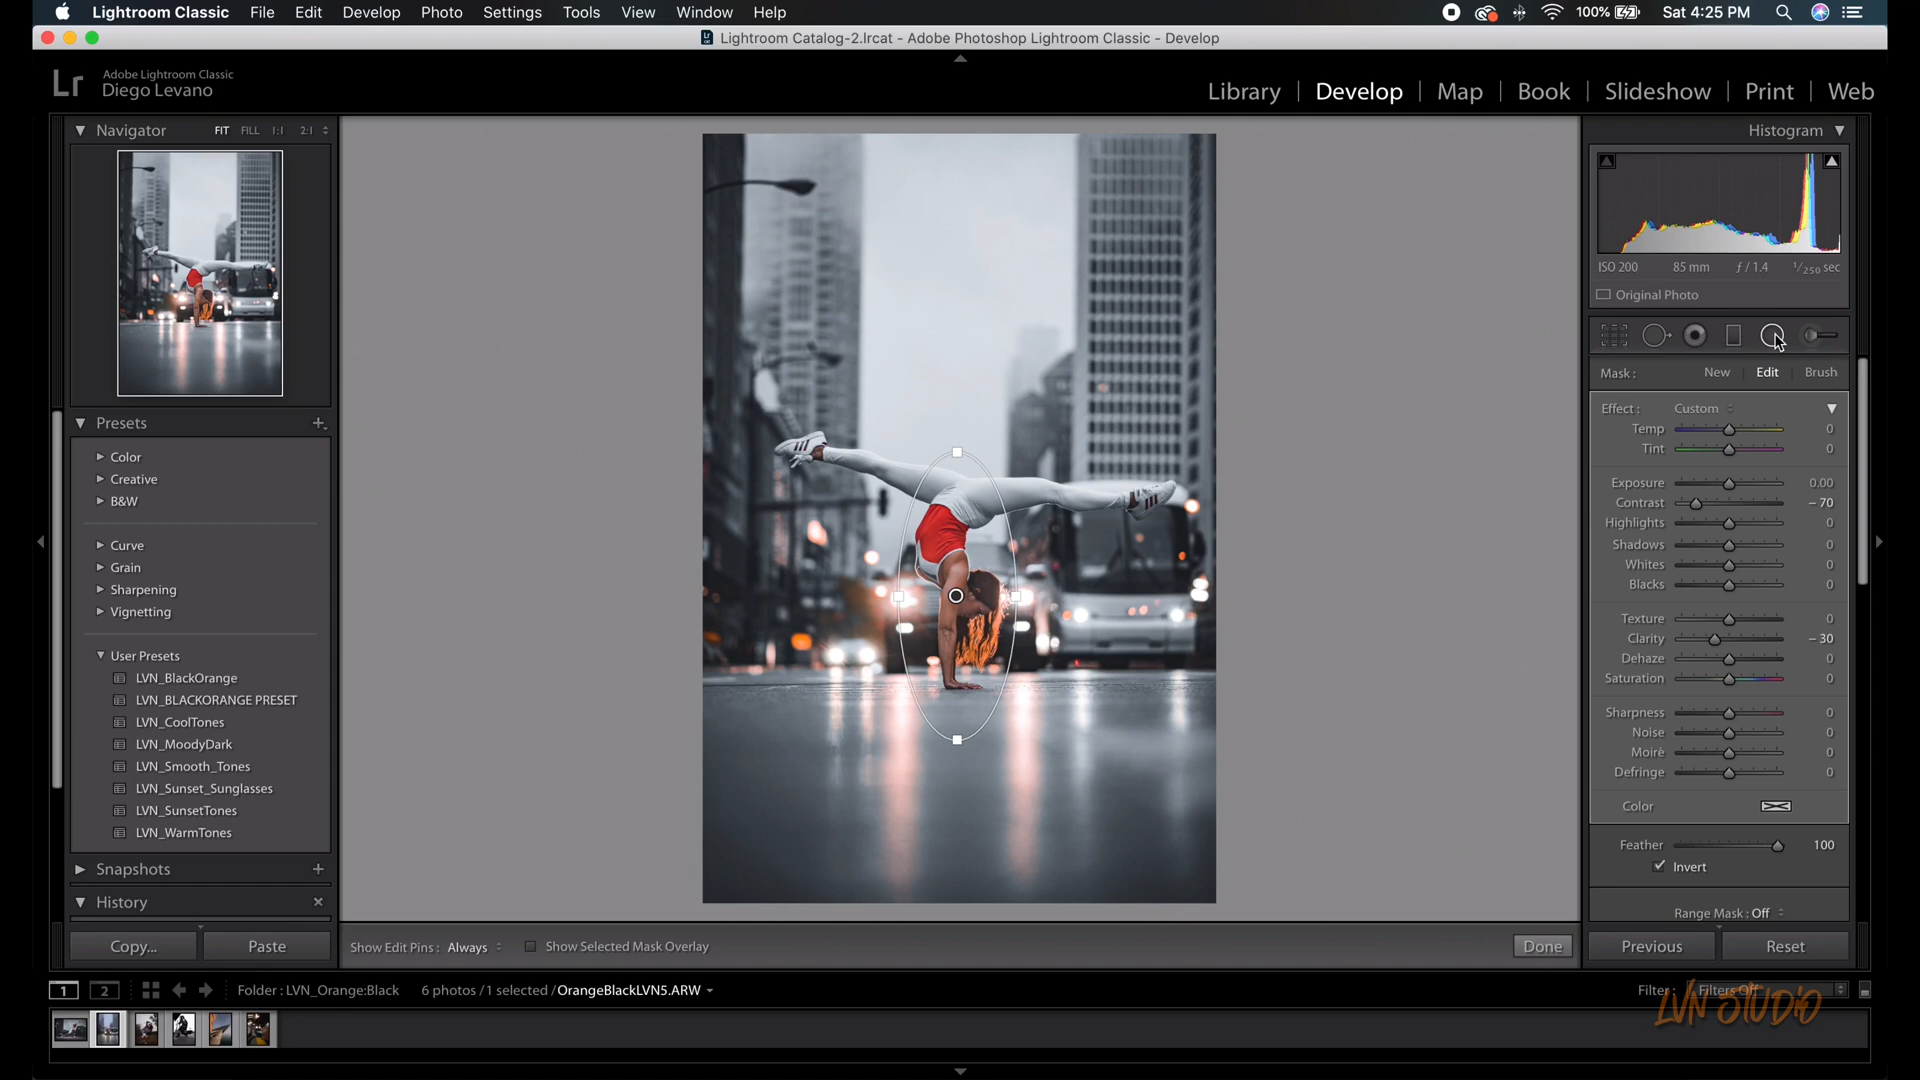 Lightroom Classic File Edit Develop Photo Settings Tools View Window Help 100% Sat 4:25 PM
Lightroom Catalog-2.lrcat - Adobe Photoshop Lightroom Classic - Develop
Lr
Adobe Lightroom Classic
Diego Levano
Library | Develop | Map | Book | Slideshow | Print | Web
Navigator FIT FILL 1:1 2:1
Presets
Color
Creative
B&W
Curve
Grain
Sharpening
Vignetting
User Presets
LVN_BlackOrange
LVN_BLACKORANGE PRESET
LVN_CoolTones
LVN_MoodyDark
LVN_Smooth_Tones
LVN_Sunset_Sunglasses
LVN_SunsetTones
LVN_WarmTones
Snapshots
History
Copy... Paste
Show Edit Pins : Always Show Selected Mask Overlay Done
Histogram
ISO 200 85 mm ƒ / 1.4 1/250 sec
Original Photo
Mask : New Edit Brush
Effect : Custom
Temp 0
Tint 0
Exposure 0.00
Contrast – 70
Highlights 0
Shadows 0
Whites 0
Blacks 0
Texture 0
Clarity – 30
Dehaze 0
Saturation 0
Sharpness 0
Noise 0
Moiré 0
Defringe 0
Color
Feather 100
Invert
Range Mask : Off
Previous Reset
1 2 Folder : LVN_Orange:Black 6 photos / 1 selected / OrangeBlackLVN5.ARW Filter : Filters Off
LVN STUDIO